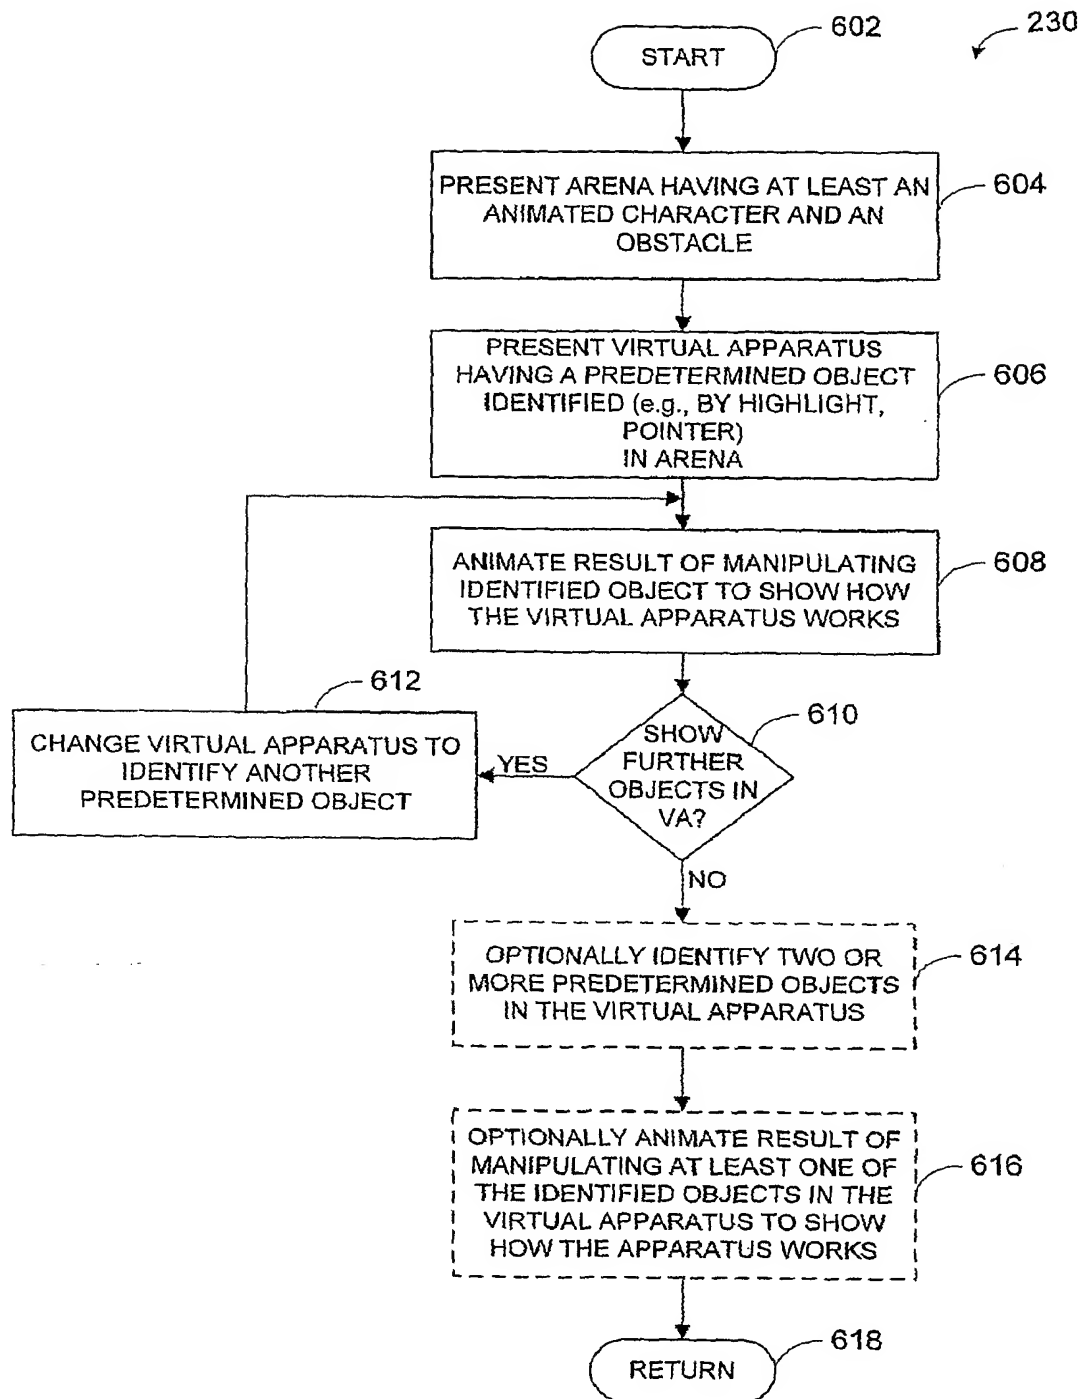 602
230
START
PRESENT ARENA HAVING AT LEAST AN
ANIMATED CHARACTER AND AN
OBSTACLE
604
PRESENT VIRTUAL APPARATUS
HAVING A PREDETERMINED OBJECT
IDENTIFIED (e.g., BY HIGHLIGHT,
POINTER)
IN ARENA
606
ANIMATE RESULT OF MANIPULATING
IDENTIFIED OBJECT TO SHOW HOW
THE VIRTUAL APPARATUS WORKS
608
612
CHANGE VIRTUAL APPARATUS TO
IDENTIFY ANOTHER
PREDETERMINED OBJECT
YES
SHOW
FURTHER
OBJECTS IN
VA?
610
NO
OPTIONALLY IDENTIFY TWO OR
MORE PREDETERMINED OBJECTS
IN THE VIRTUAL APPARATUS
614
OPTIONALLY ANIMATE RESULT OF
MANIPULATING AT LEAST ONE OF
THE IDENTIFIED OBJECTS IN THE
VIRTUAL APPARATUS TO SHOW
HOW THE APPARATUS WORKS
616
618
RETURN